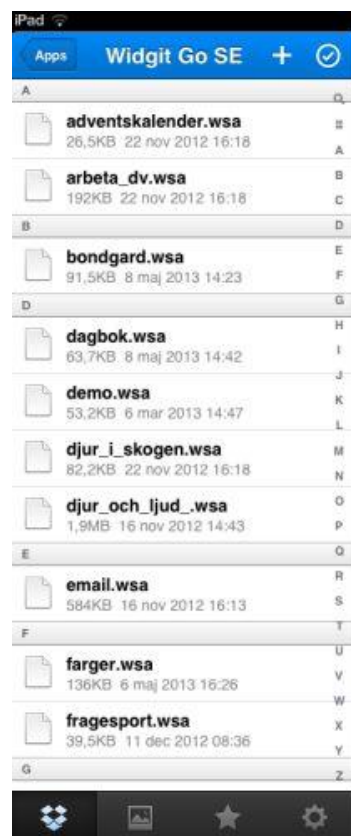 iPad
Apps
Widgit Go SE
A
adventskalender.wsa
26,5KB 22 nov 2012 16:18
arbeta_dv.wsa
192KB 22 nov 2012 16:18
B
bondgard.wsa
91,5KB 8 maj 2013 14:23
D
dagbok.wsa
63,7KB 8 maj 2013 14:42
demo.wsa
53,2KB 6 mar 2013 14:47
djur_i_skogen.wsa
82,2KB 22 nov 2012 16:18
djur_och_ljud_.wsa
1,9MB 16 nov 2012 14:43
E
email.wsa
584KB 16 nov 2012 16:13
F
farger.wsa
136KB 6 maj 2013 16:26
fragesport.wsa
39,5KB 11 dec 2012 08:36
G
#
A
B
C
D
E
F
G
H
I
J
K
L
M
N
O
P
Q
R
S
T
U
V
W
X
Y
Z